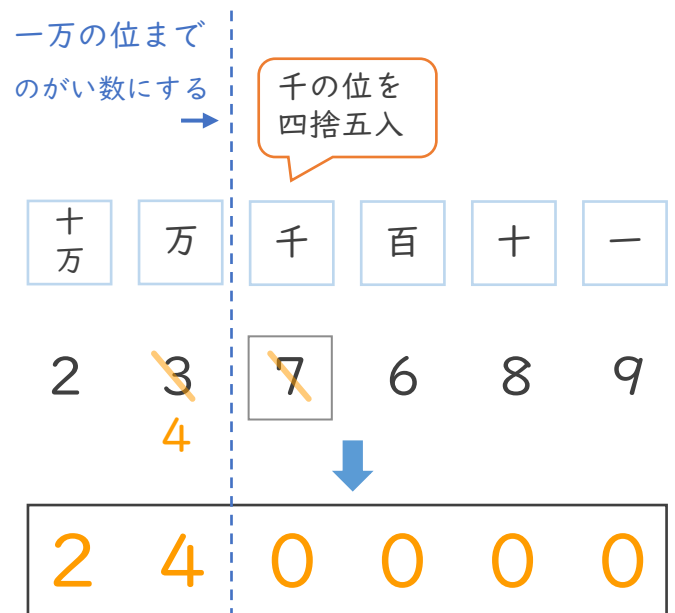 一万の位まで
のがい数にする
千の位を
四捨五入
十万 万 千 百 十 一
2 3 7 6 8 9
4
2 4 0 0 0 0